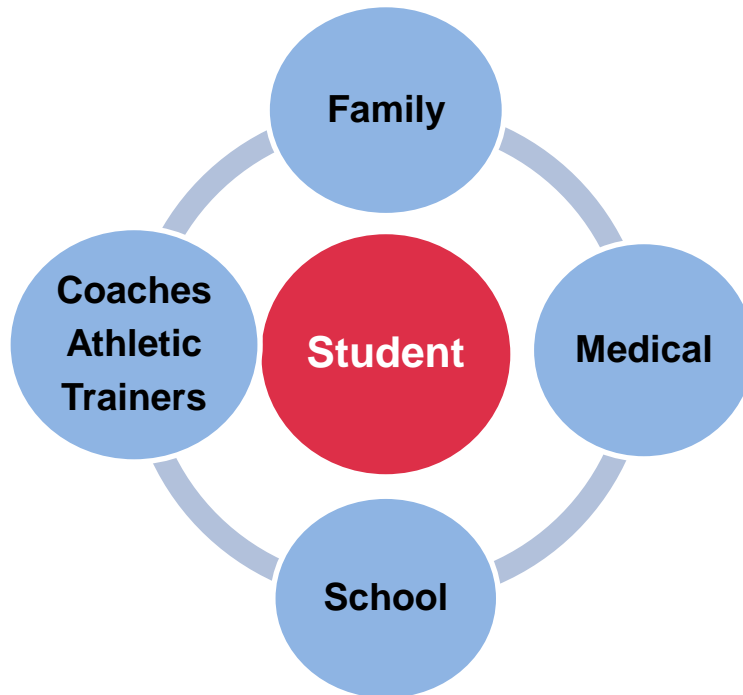 Family
Coaches
Athletic
Trainers
Student
Medical
School